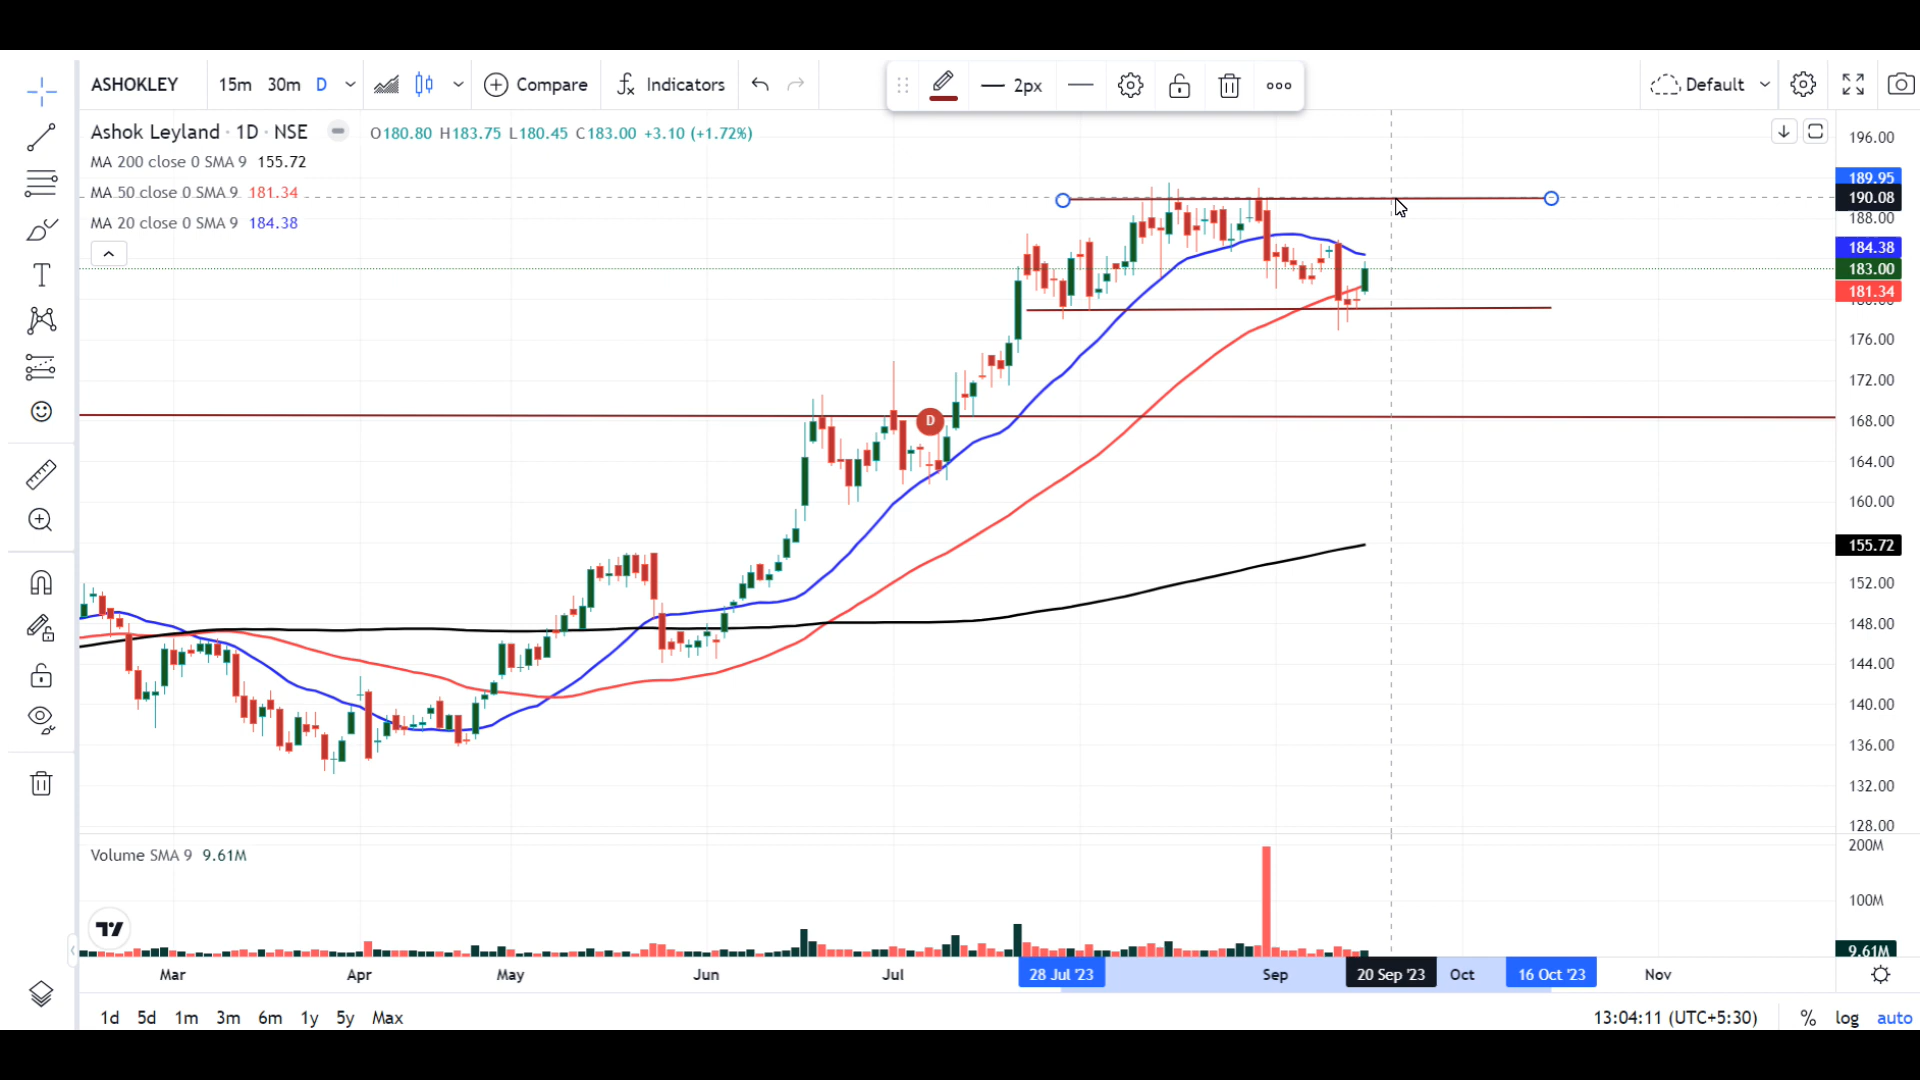 ASHOKLEY 15m 30m D Compare Indicators 2px Default
Ashok Leyland · 1D · NSE O180.80 H183.75 L180.45 C183.00 +3.10 (+1.72%)
MA 200 close 0 SMA 9 155.72
MA 50 close 0 SMA 9 181.34
MA 20 close 0 SMA 9 184.38
196.00
189.95
190.08
188.00
184.38
183.00
181.34
176.00
172.00
D
168.00
164.00
160.00
155.72
152.00
148.00
144.00
140.00
136.00
132.00
128.00
Volume SMA 9 9.61M
200M
100M
9.61M
Mar Apr May Jun Jul 28 Jul '23 Sep 20 Sep '23 Oct 16 Oct '23 Nov
1d 5d 1m 3m 6m 1y 5y Max 13:04:11 (UTC+5:30) % log auto